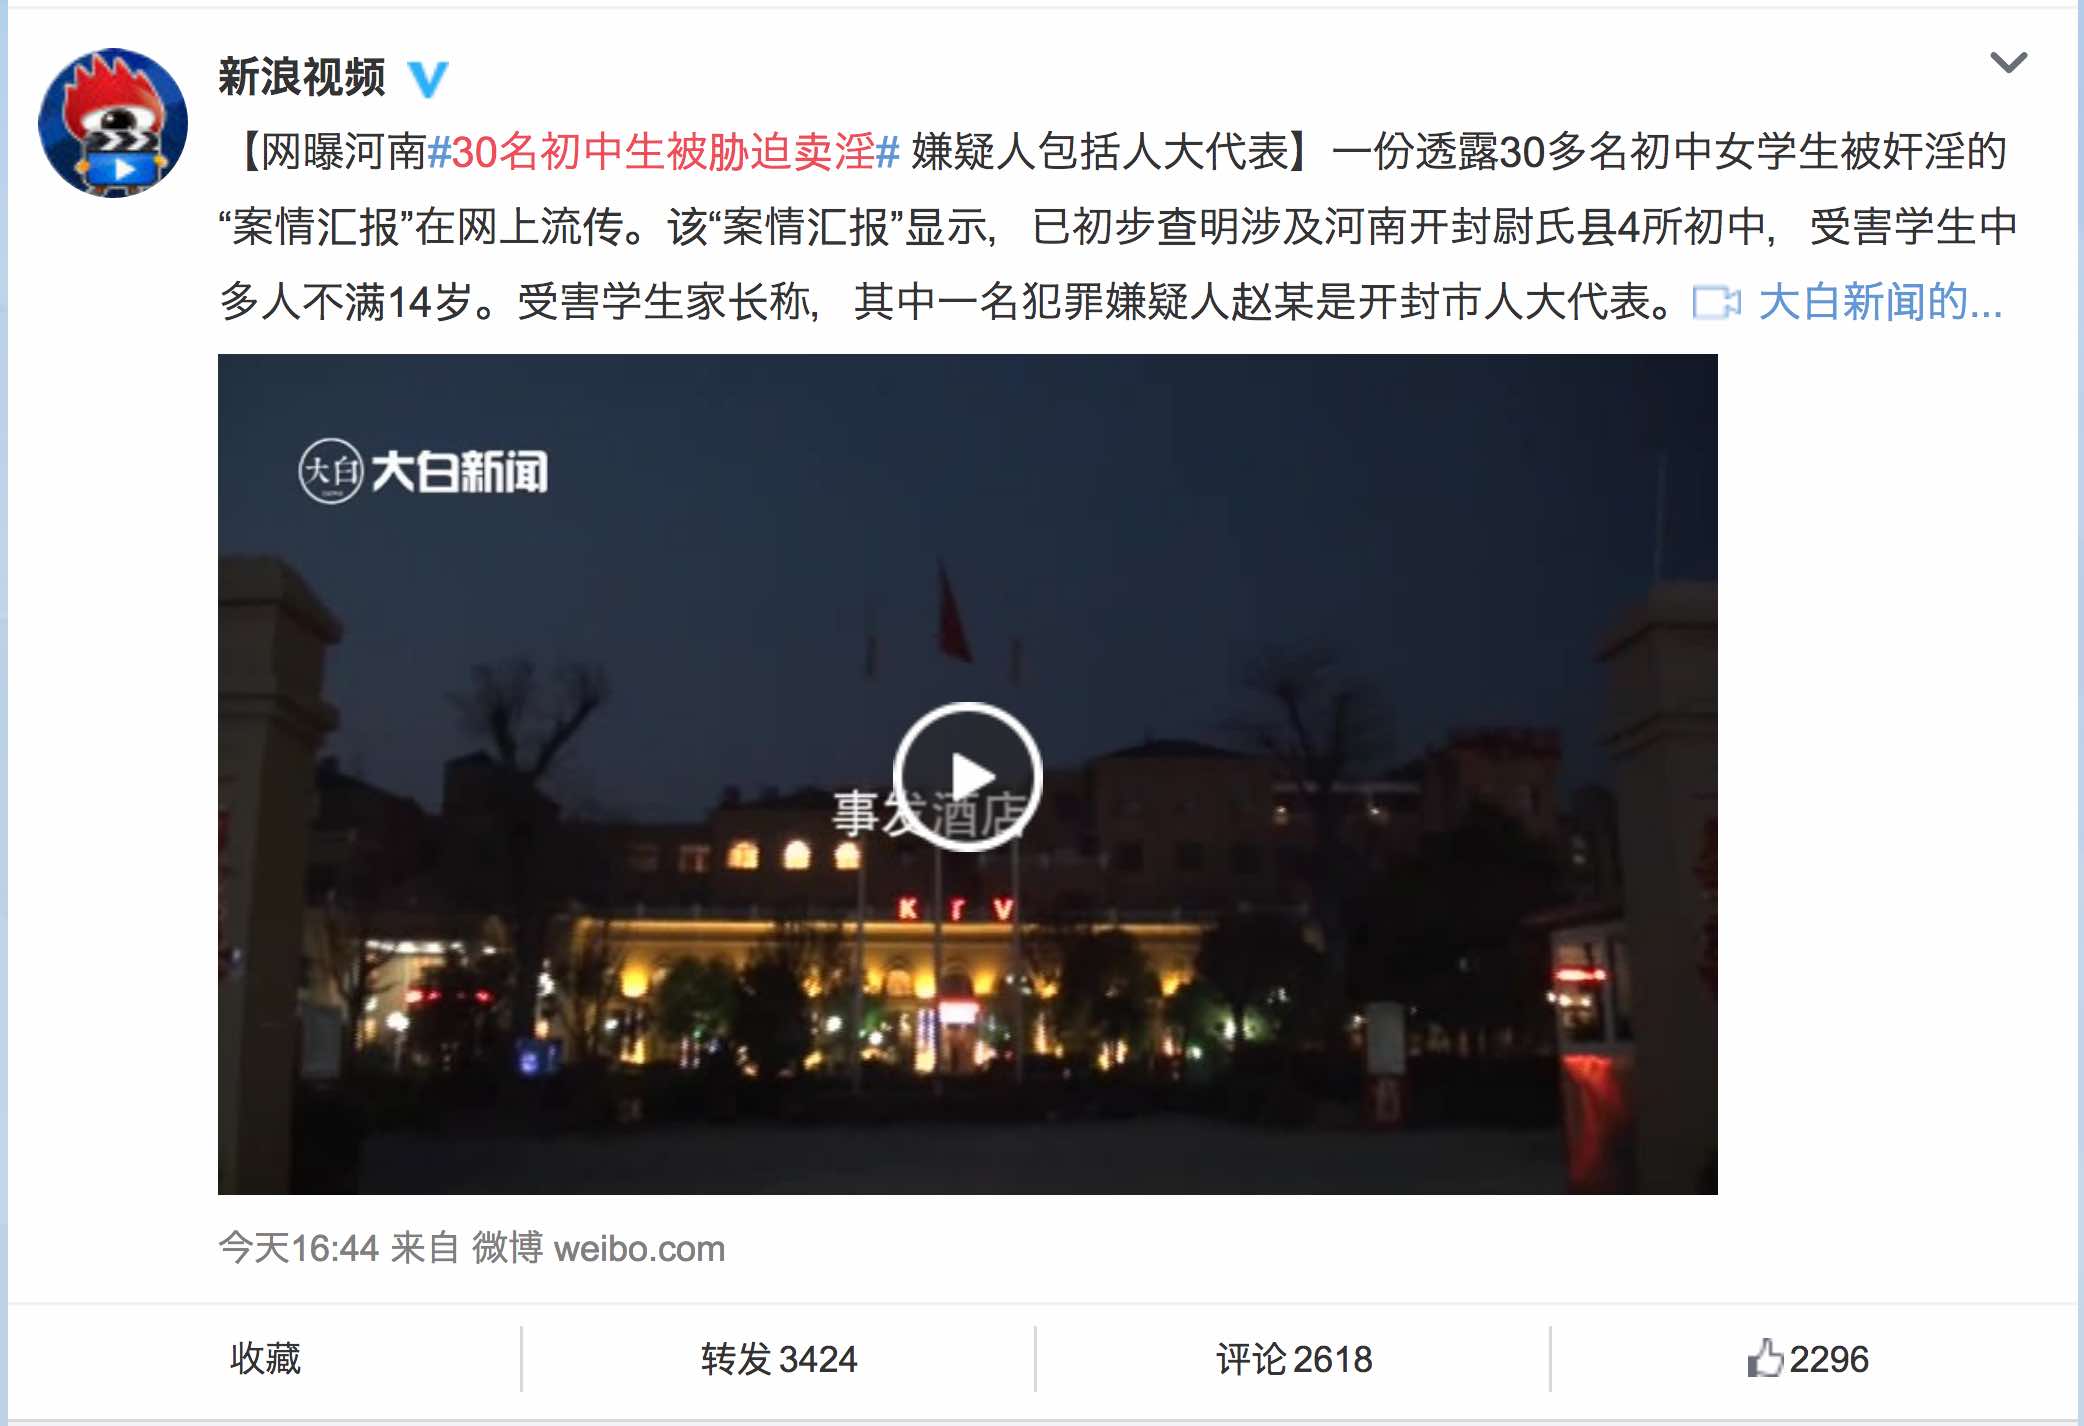 新浪视频
【网曝河南#30名初中生被胁迫卖淫# 嫌疑人包括人大代表】一份透露30多名初中女学生被奸淫的
“案情汇报”在网上流传。该“案情汇报”显示，已初步查明涉及河南开封尉氏县4所初中，受害学生中
多人不满14岁。受害学生家长称，其中一名犯罪嫌疑人赵某是开封市人大代表。 大白新闻的...
大白 大白新闻
事发酒店
KTV
今天16:44 来自 微博 weibo.com
收藏 转发 3424 评论 2618 2296